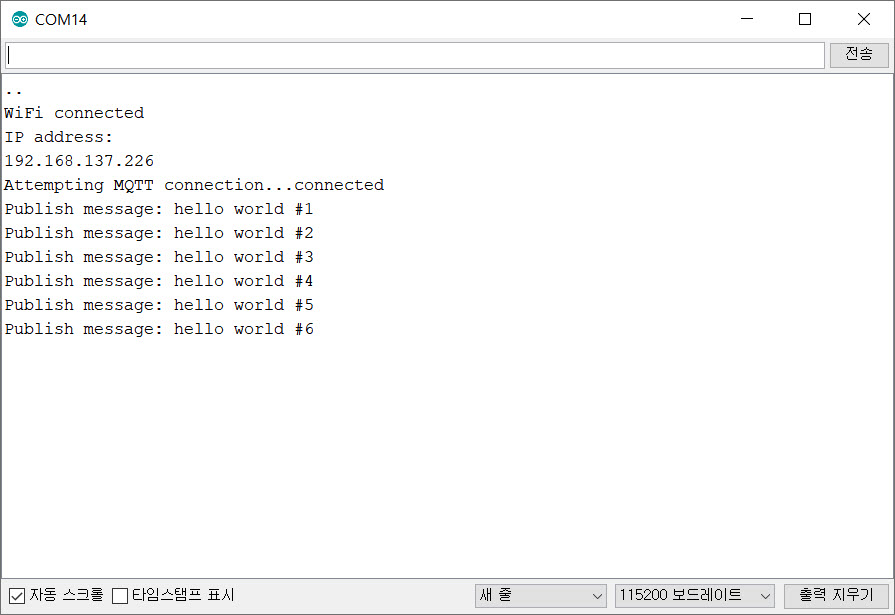 COM14
전송
..
WiFi connected
IP address:
192.168.137.226
Attempting MQTT connection...connected
Publish message: hello world #1
Publish message: hello world #2
Publish message: hello world #3
Publish message: hello world #4
Publish message: hello world #5
Publish message: hello world #6
자동 스크롤 타임스탬프 표시 새 줄 115200 보드레이트 출력 지우기